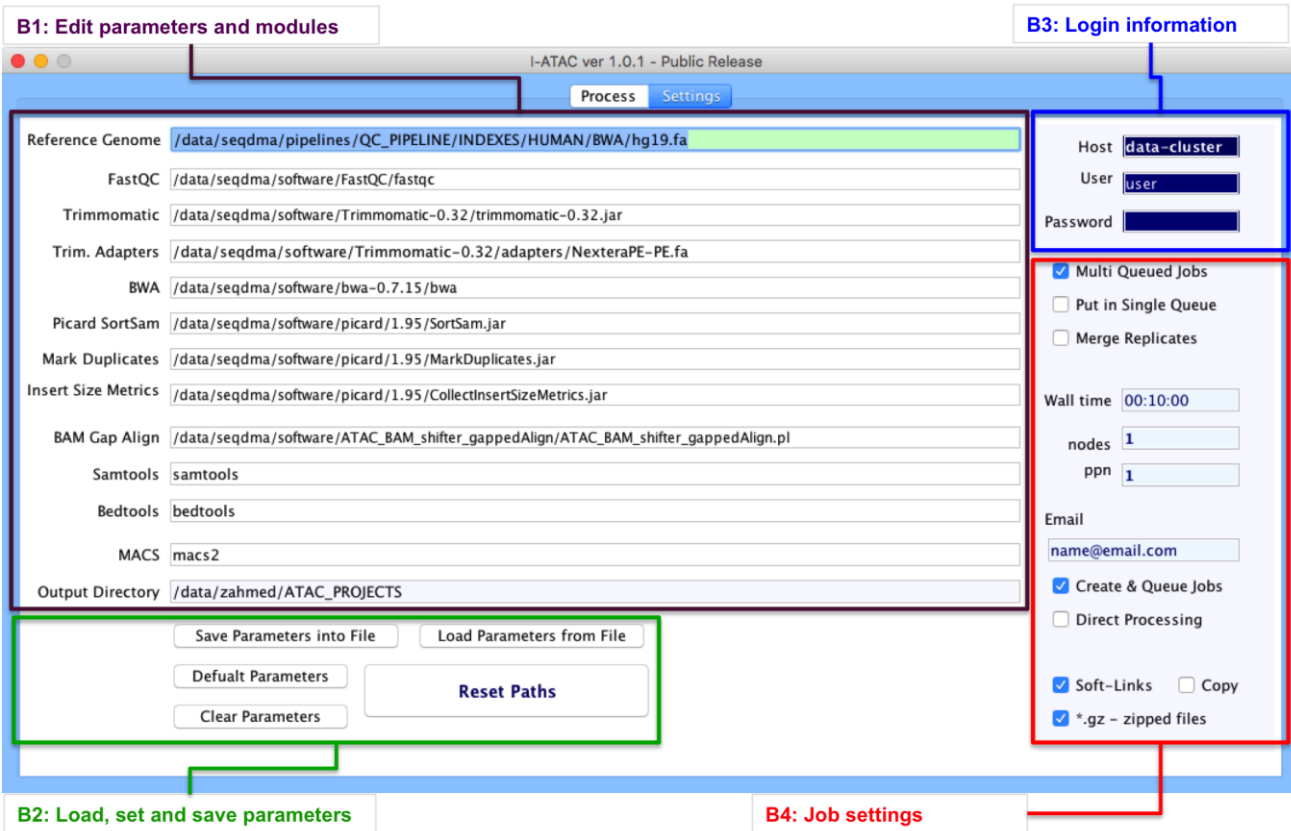 B1: Edit parameters and modules
B3: Login information
I-ATAC ver 1.0.1 - Public Release
Process Settings
Reference Genome /data/seqdma/pipelines/QC_PIPELINE/INDEXES/HUMAN/BWA/hg19.fa
FastQC /data/seqdma/software/FastQC/fastqc
Trimmomatic /data/seqdma/software/Trimmomatic-0.32/trimmomatic-0.32.jar
Trim. Adapters /data/seqdma/software/Trimmomatic-0.32/adapters/NexteraPE-PE.fa
BWA /data/seqdma/software/bwa-0.7.15/bwa
Picard SortSam /data/seqdma/software/picard/1.95/SortSam.jar
Mark Duplicates /data/seqdma/software/picard/1.95/MarkDuplicates.jar
Insert Size Metrics /data/seqdma/software/picard/1.95/CollectInsertSizeMetrics.jar
BAM Gap Align /data/seqdma/software/ATAC_BAM_shifter_gappedAlign/ATAC_BAM_shifter_gappedAlign.pl
Samtools samtools
Bedtools bedtools
MACS macs2
Output Directory /data/zahmed/ATAC_PROJECTS
Save Parameters into File Load Parameters from File
Defualt Parameters
Reset Paths
Clear Parameters
Host data-cluster
User user
Password
Multi Queued Jobs
Put in Single Queue
Merge Replicates
Wall time 00:10:00
nodes 1
ppn 1
Email
name@email.com
Create & Queue Jobs
Direct Processing
Soft-Links Copy
*.gz - zipped files
B2: Load, set and save parameters
B4: Job settings